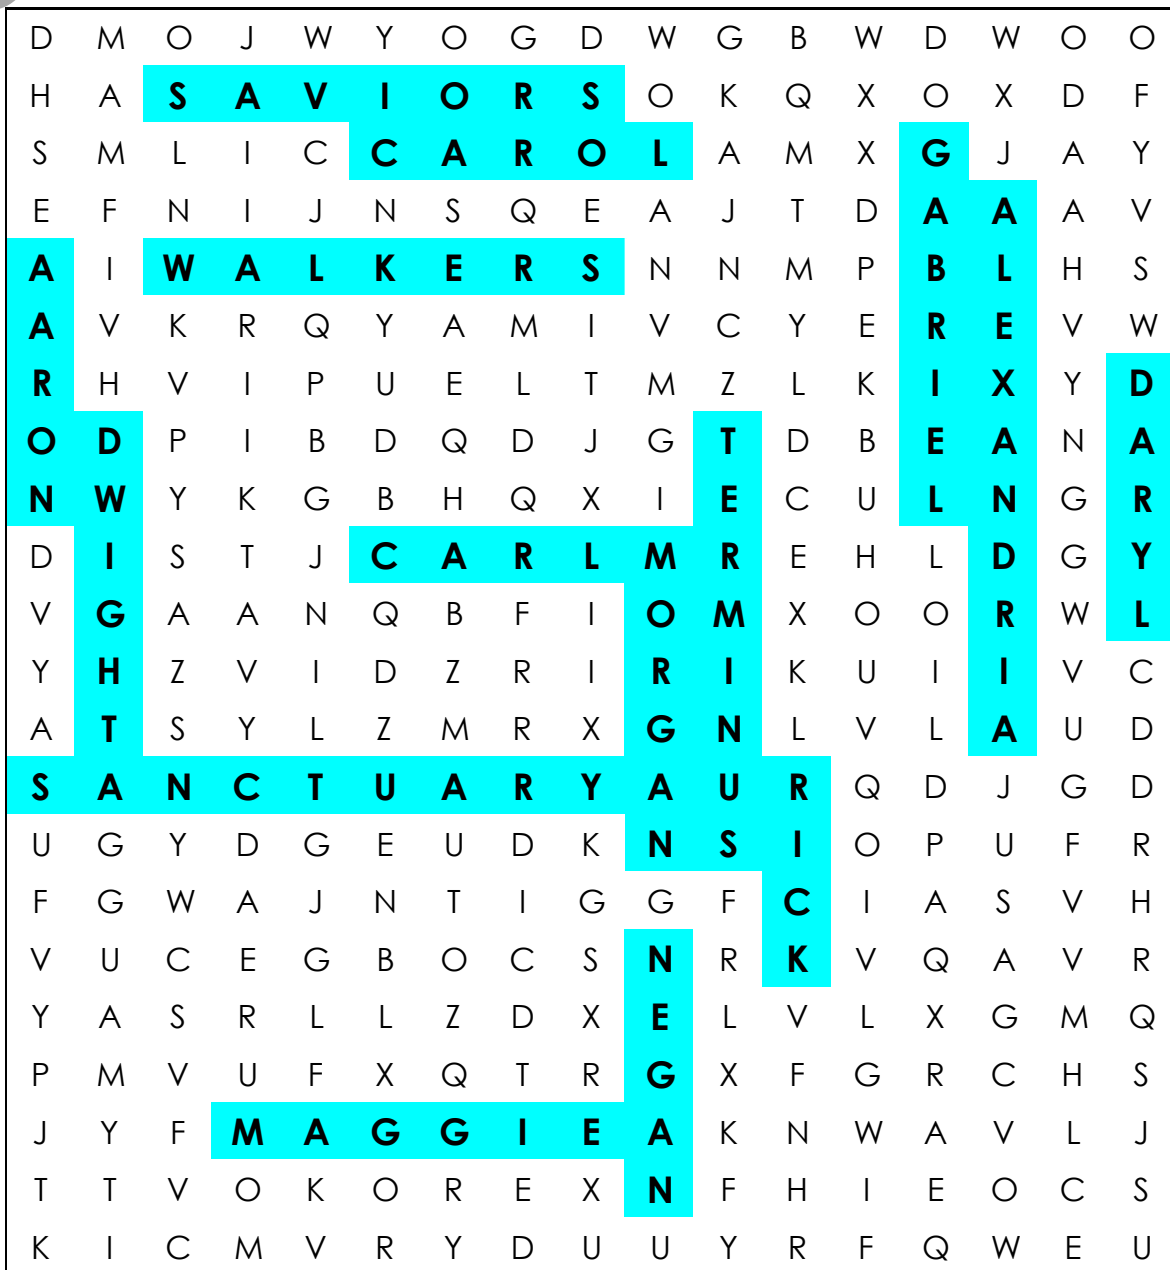 D M O J W Y O G D W G B W D W O O
H A S A V I O R S O K Q X O X D F
S M L I C C A R O L A M X G J A Y
E F N I J N S Q E A J T D A A A V
A I W A L K E R S N N M P B L H S
A V K R Q Y A M I V C Y E R E V W
R H V I P U E L T M Z L K I X Y D
O D P I B D Q D J G T D B E A N A
N W Y K G B H Q X I E C U L N G R
D I S T J C A R L M R E H L D G Y
V G A A N Q B F I O M X O O R W L
Y H Z V I D Z R I R I K U I I V C
A T S Y L Z M R X G N L V L A U D
S A N C T U A R Y A U R Q D J G D
U G Y D G E U D K N S I O P U F R
F G W A J N T I G G F C I A S V H
V U C E G B O C S N R K V Q A V R
Y A S R L L Z D X E L V L X G M Q
P M V U F X Q T R G X F G R C H S
J Y F M A G G I E A K N W A V L J
T T V O K O R E X N F H I E O C S
K I C M V R Y D U U Y R F Q W E U